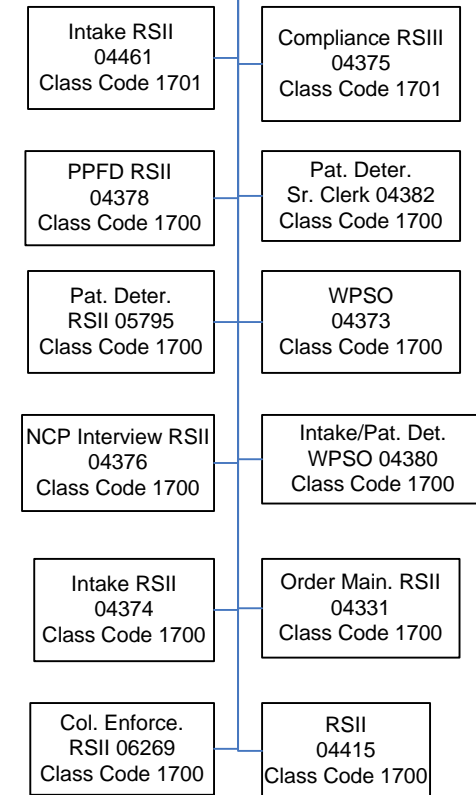 Intake RSII
04461
Class Code 1701
Compliance RSIII
04375
Class Code 1701
PPFD RSII
04378
Class Code 1700
Pat. Deter.
Sr. Clerk 04382
Class Code 1700
Pat. Deter.
RSII 05795
Class Code 1700
WPSO
04373
Class Code 1700
NCP Interview RSII
04376
Class Code 1700
Intake/Pat. Det.
WPSO 04380
Class Code 1700
Intake RSII
04374
Class Code 1700
Order Main. RSII
04331
Class Code 1700
Col. Enforce.
RSII 06269
Class Code 1700
RSII
04415
Class Code 1700